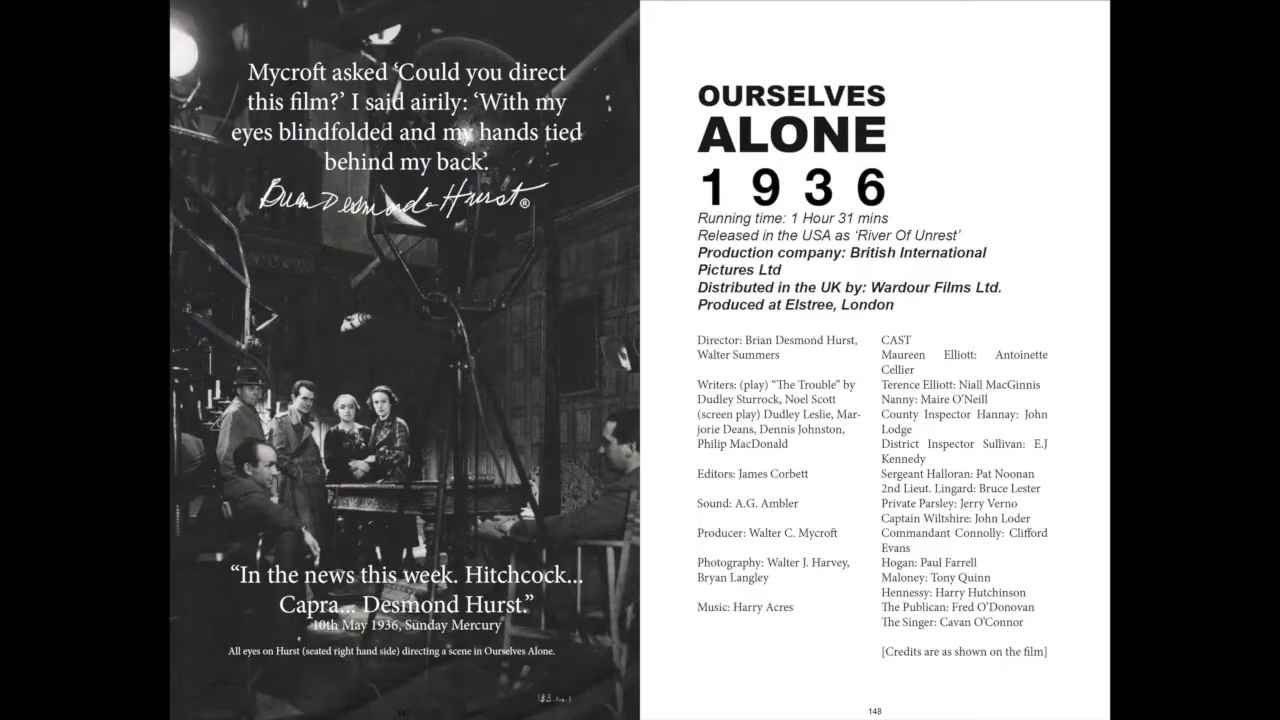 Mycroft asked ‘Could you direct
this film?’ I said airily: ‘With my
eyes blindfolded and my hands tied
behind my back’.
Brian Desmond Hurst®
“In the news this week. Hitchcock...
Capra... Desmond Hurst.”
10th May 1936, Sunday Mercury
All eyes on Hurst (seated right hand side) directing a scene in Ourselves Alone.
OURSELVES
ALONE
1936
Running time: 1 Hour 31 mins
Released in the USA as ‘River Of Unrest’
Production company: British International
Pictures Ltd
Distributed in the UK by: Wardour Films Ltd.
Produced at Elstree, London
Director: Brian Desmond Hurst,
Walter Summers
Writers: (play) “The Trouble” by
Dudley Sturrock, Noel Scott
(screen play) Dudley Leslie, Mar-
jorie Deans, Dennis Johnston,
Philip MacDonald
Editors: James Corbett
Sound: A.G. Ambler
Producer: Walter C. Mycroft
Photography: Walter J. Harvey,
Bryan Langley
Music: Harry Acres
CAST
Maureen Elliott: Antoinette
Cellier
Terence Elliott: Niall MacGinnis
Nanny: Maire O’Neill
County Inspector Hannay: John
Lodge
District Inspector Sullivan: E.J
Kennedy
Sergeant Halloran: Pat Noonan
2nd Lieut. Lingard: Bruce Lester
Private Parsley: Jerry Verno
Captain Wiltshire: John Loder
Commandant Connolly: Clifford
Evans
Hogan: Paul Farrell
Maloney: Tony Quinn
Hennessy: Harry Hutchinson
The Publican: Fred O’Donovan
The Singer: Cavan O’Connor
[Credits are as shown on the film]
148